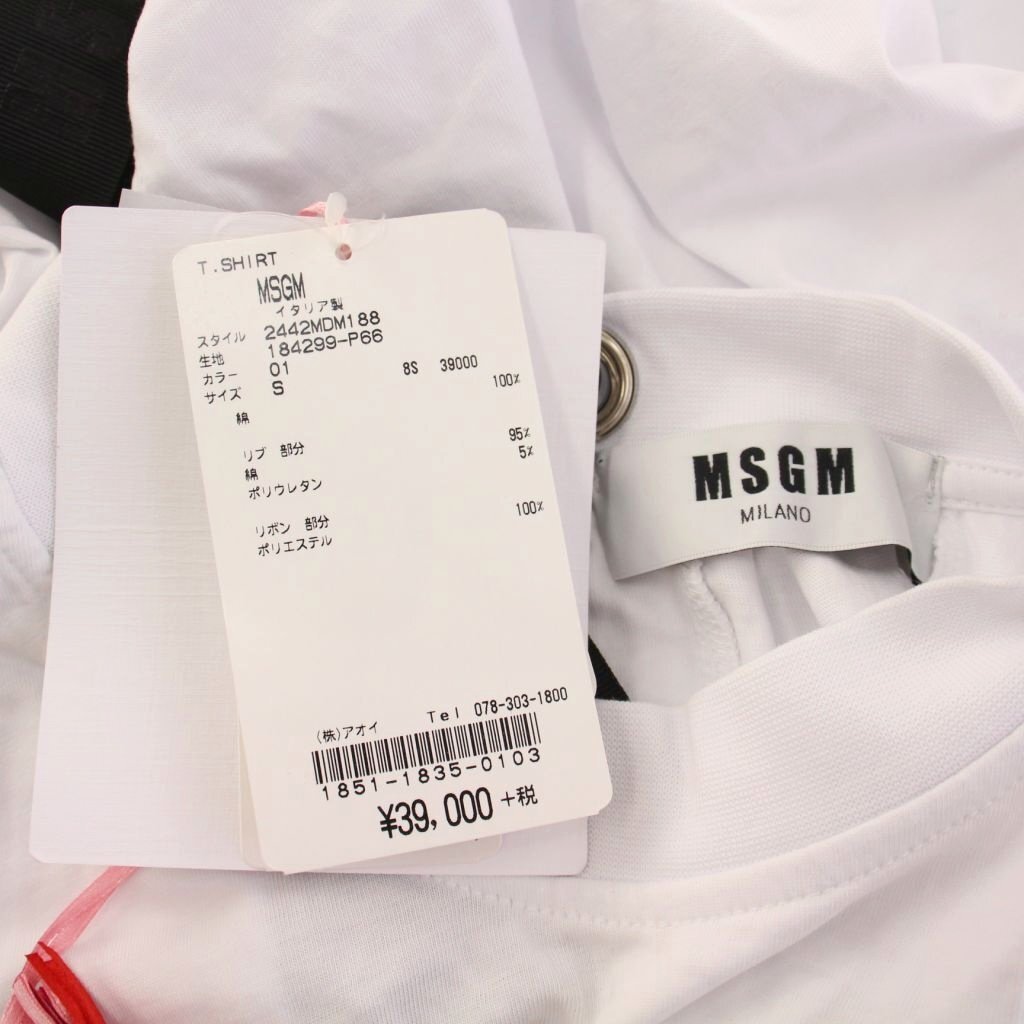 T.SHIRT
MSGM
イタリア製
スタイル 2442MDM188
生地 184299-P66
カラー 01 8S 39000
サイズ S 100%
綿
リブ 部分 95%
綿 5%
ポリウレタン
リボン 部分 100%
ポリエステル
(株)アオイ Tel 078-303-1800
1851-1835-0103
¥39,000 +税
MSGM
MILANO